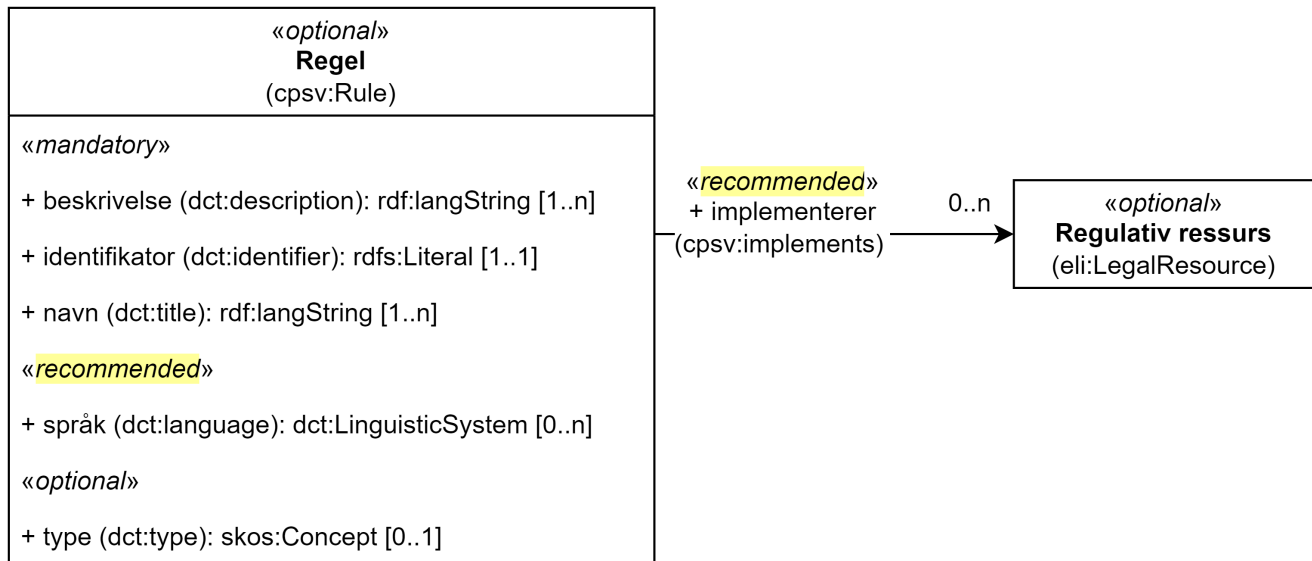 «optional»
Regel
(cpsv:Rule)
«mandatory»
+ beskrivelse (dct:description): rdf:langString [1..n]
+ identifikator (dct:identifier): rdfs:Literal [1..1]
+ navn (dct:title): rdf:langString [1..n]
«recommended»
+ språk (dct:language): dct:LinguisticSystem [0..n]
«optional»
+ type (dct:type): skos:Concept [0..1]
«recommended»
+ implementerer
(cpsv:implements)
0..n
«optional»
Regulativ ressurs
(eli:LegalResource)